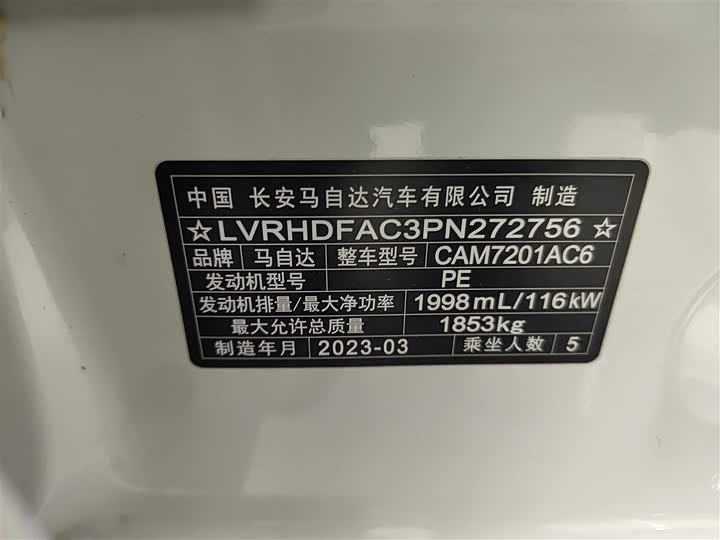 中国 长安马自达汽车有限公司 制造
☆LVRHDFAC3PN272756☆
品牌 马自达 整车型号 CAM7201AC6
发动机型号 PE
发动机排量/最大净功率 1998mL/116kW
最大允许总质量 1853kg
制造年月 2023-03 乘坐人数 5